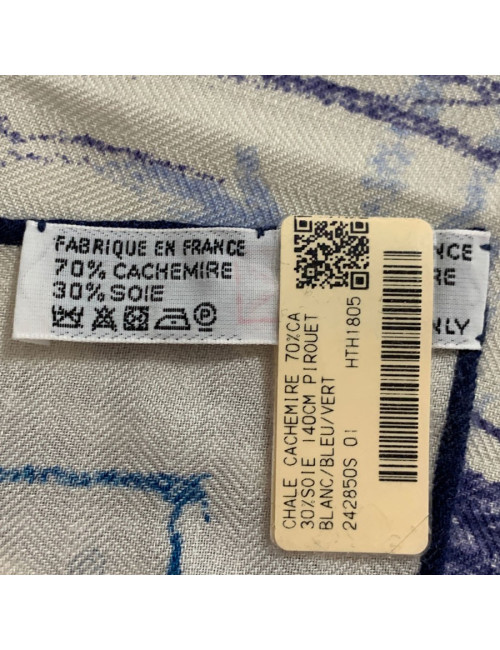 FABRIQUE EN FRANCE
70% CACHEMIRE
30% SOIE
NCE
RE
NLY
CHALE CACHEMIRE 70%CA
30%SOIE 140CM PIROUET
BLANC/BLEU/VERT HTH1805
242850S 01